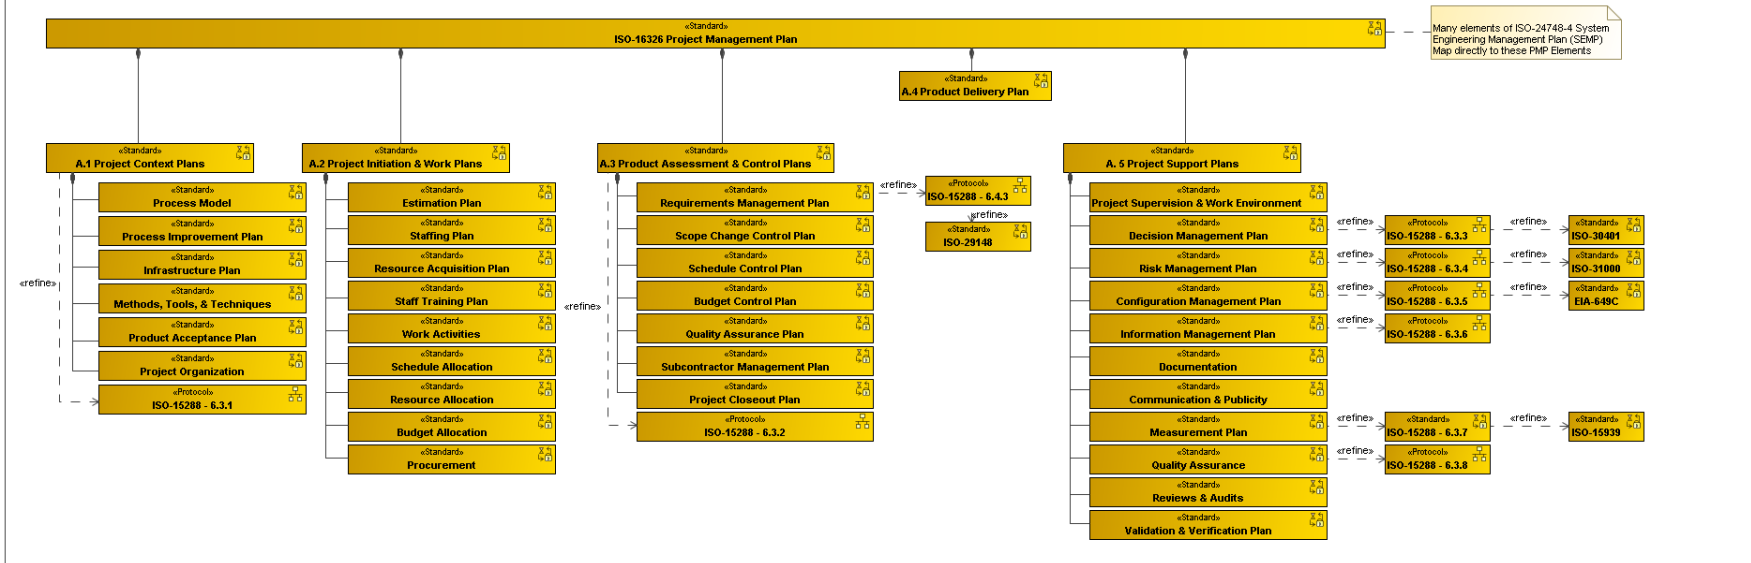 «Standard»
ISO-16326 Project Management Plan
Many elements of ISO-24748-4 System
Engineering Management Plan (SEMP)
Map directly to these PMP Elements
«Standard»
A.4 Product Delivery Plan
«Standard»
A.1 Project Context Plans
«refine»
«Standard»
Process Model
«Standard»
Process Improvement Plan
«Standard»
Infrastructure Plan
«Standard»
Methods, Tools, & Techniques
«Standard»
Product Acceptance Plan
«Standard»
Project Organization
«Protocol»
ISO-15288 - 6.3.1
«Standard»
A.2 Project Initiation & Work Plans
«Standard»
Estimation Plan
«Standard»
Staffing Plan
«Standard»
Resource Acquisition Plan
«Standard»
Staff Training Plan
«Standard»
Work Activities
«Standard»
Schedule Allocation
«Standard»
Resource Allocation
«Standard»
Budget Allocation
«Standard»
Procurement
«Standard»
A.3 Product Assessment & Control Plans
«refine»
«Standard»
Requirements Management Plan
«refine»
«Protocol»
ISO-15288 - 6.4.3
«refine»
«Standard»
ISO-29148
«Standard»
Scope Change Control Plan
«Standard»
Schedule Control Plan
«Standard»
Budget Control Plan
«Standard»
Quality Assurance Plan
«Standard»
Subcontractor Management Plan
«Standard»
Project Closeout Plan
«Protocol»
ISO-15288 - 6.3.2
«Standard»
A. 5 Project Support Plans
«Standard»
Project Supervision & Work Environment
«Standard»
Decision Management Plan
«refine»
«Protocol»
ISO-15288 - 6.3.3
«refine»
«Standard»
ISO-30401
«Standard»
Risk Management Plan
«refine»
«Protocol»
ISO-15288 - 6.3.4
«refine»
«Standard»
ISO-31000
«Standard»
Configuration Management Plan
«refine»
«Protocol»
ISO-15288 - 6.3.5
«refine»
«Standard»
EIA-649C
«Standard»
Information Management Plan
«refine»
«Protocol»
ISO-15288 - 6.3.6
«Standard»
Documentation
«Standard»
Communication & Publicity
«Standard»
Measurement Plan
«refine»
«Protocol»
ISO-15288 - 6.3.7
«refine»
«Standard»
ISO-15939
«Standard»
Quality Assurance
«refine»
«Protocol»
ISO-15288 - 6.3.8
«Standard»
Reviews & Audits
«Standard»
Validation & Verification Plan